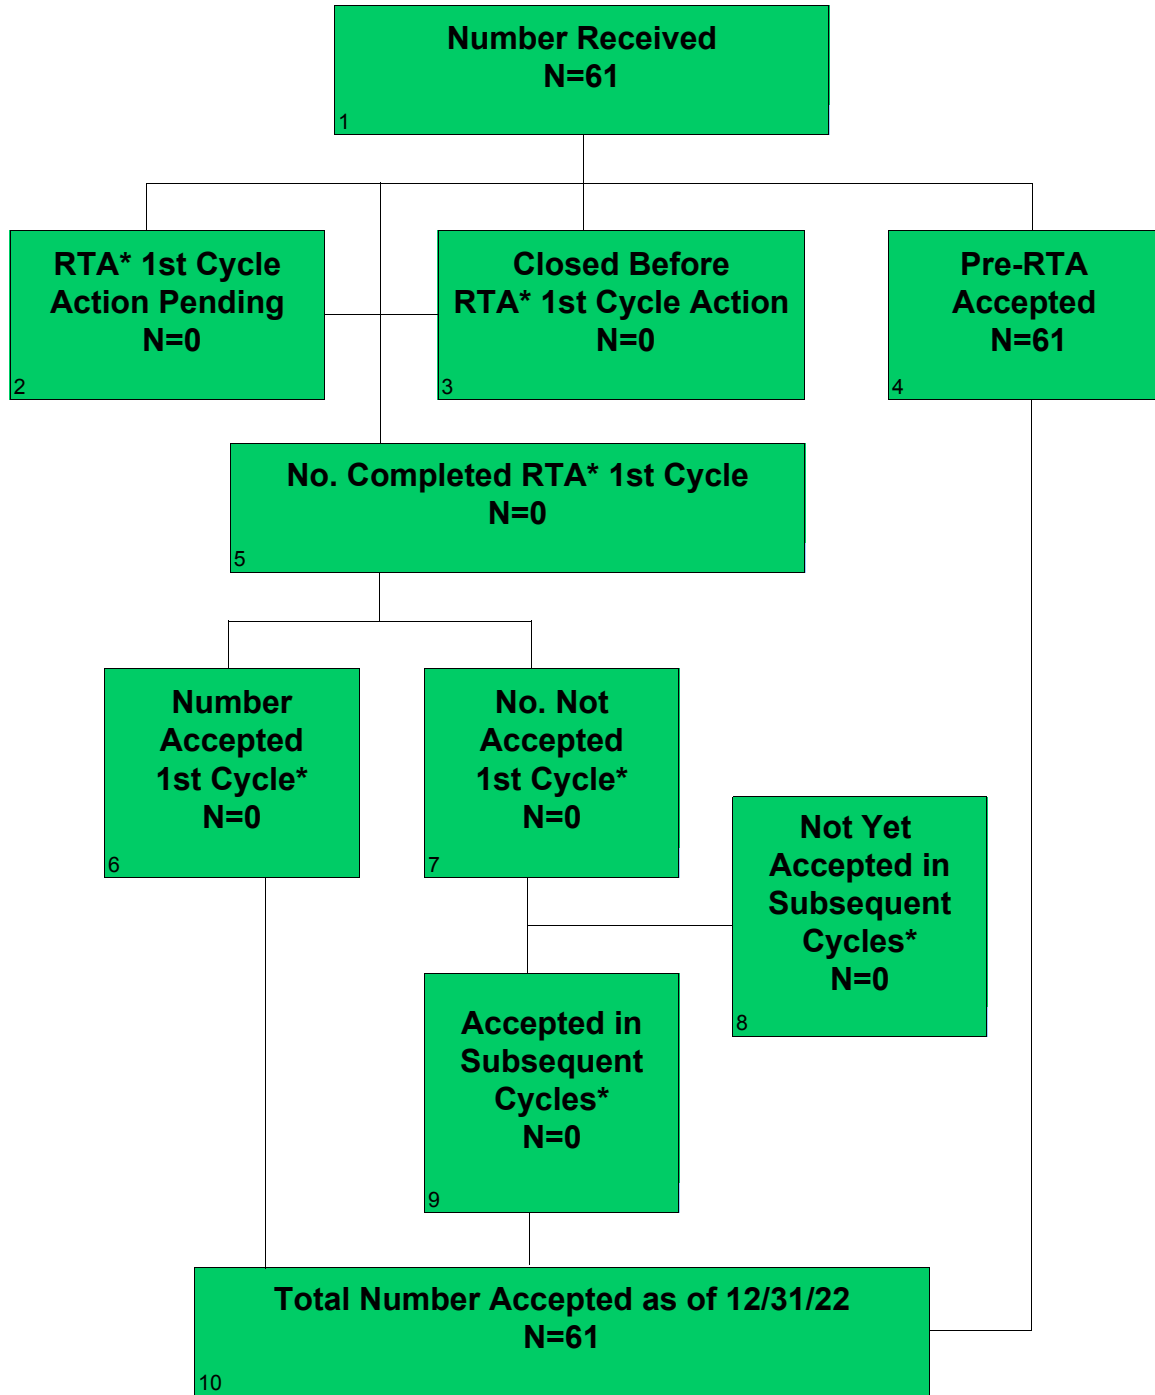 Number Received
N=61
1
RTA* 1st Cycle
Action Pending
N=0
2
Closed Before
RTA* 1st Cycle Action
N=0
3
Pre-RTA
Accepted
N=61
4
No. Completed RTA* 1st Cycle
N=0
5
Number
Accepted
1st Cycle*
N=0
6
No. Not
Accepted
1st Cycle*
N=0
7
Not Yet
Accepted in
Subsequent
Cycles*
N=0
8
Accepted in
Subsequent
Cycles*
N=0
9
Total Number Accepted as of 12/31/22
N=61
10